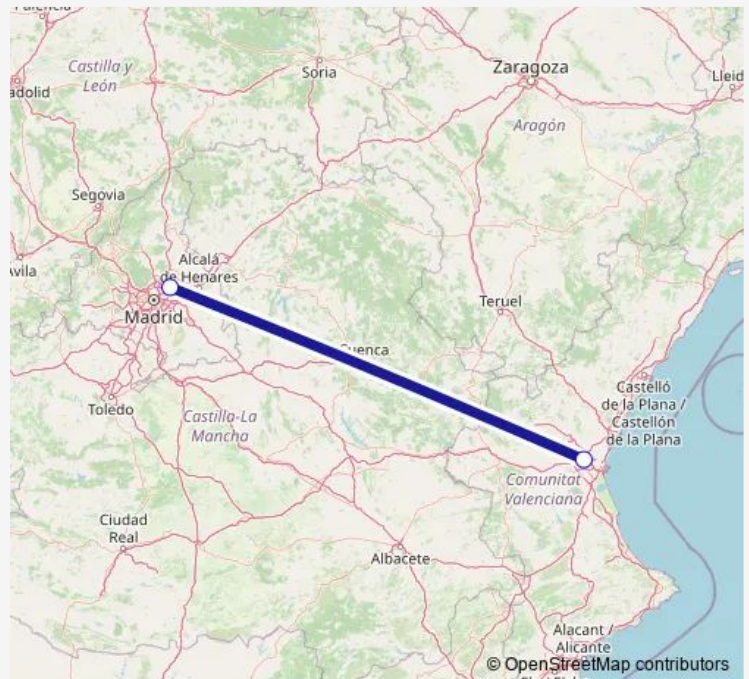 Palencia
Castilla y
León
Soria
Zaragoza
Lleid
adolid
Aragón
Segovia
Alcalá
de Henares
Ávila
Teruel
Madrid
Cuenca
Castelló
de la Plana /
Castellón
de la Plana
Toledo
Castilla-La
Mancha
Comunitat
Valenciana
Ciudad
Real
Albacete
Alacant /
Alicante
© OpenStreetMap contributors